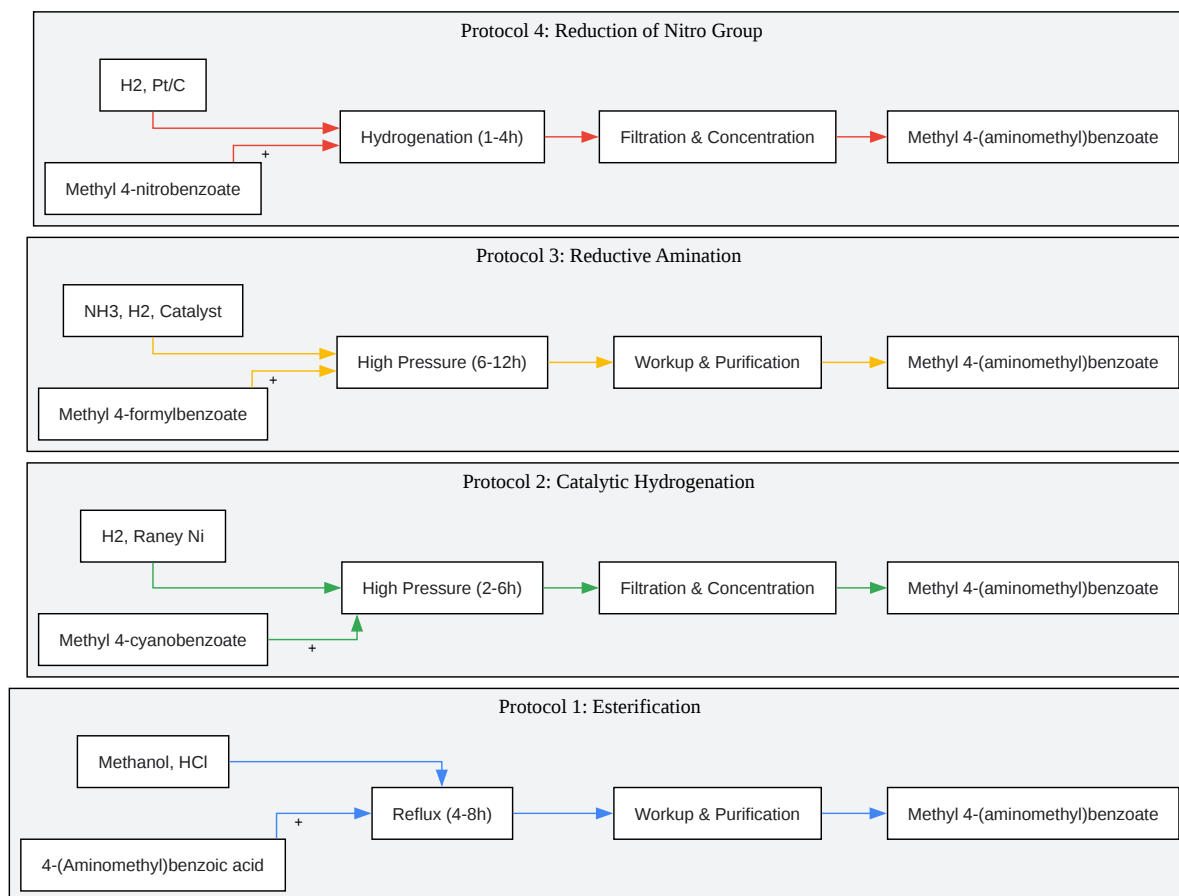 Protocol 4: Reduction of Nitro Group
H2, Pt/C
Hydrogenation (1-4h)
Filtration & Concentration
Methyl 4-(aminomethyl)benzoate
+
Methyl 4-nitrobenzoate
Protocol 3: Reductive Amination
NH3, H2, Catalyst
High Pressure (6-12h)
Workup & Purification
Methyl 4-(aminomethyl)benzoate
+
Methyl 4-formylbenzoate
Protocol 2: Catalytic Hydrogenation
H2, Raney Ni
High Pressure (2-6h)
Filtration & Concentration
Methyl 4-(aminomethyl)benzoate
Methyl 4-cyanobenzoate
+
Protocol 1: Esterification
Methanol, HCl
Reflux (4-8h)
Workup & Purification
Methyl 4-(aminomethyl)benzoate
+
4-(Aminomethyl)benzoic acid